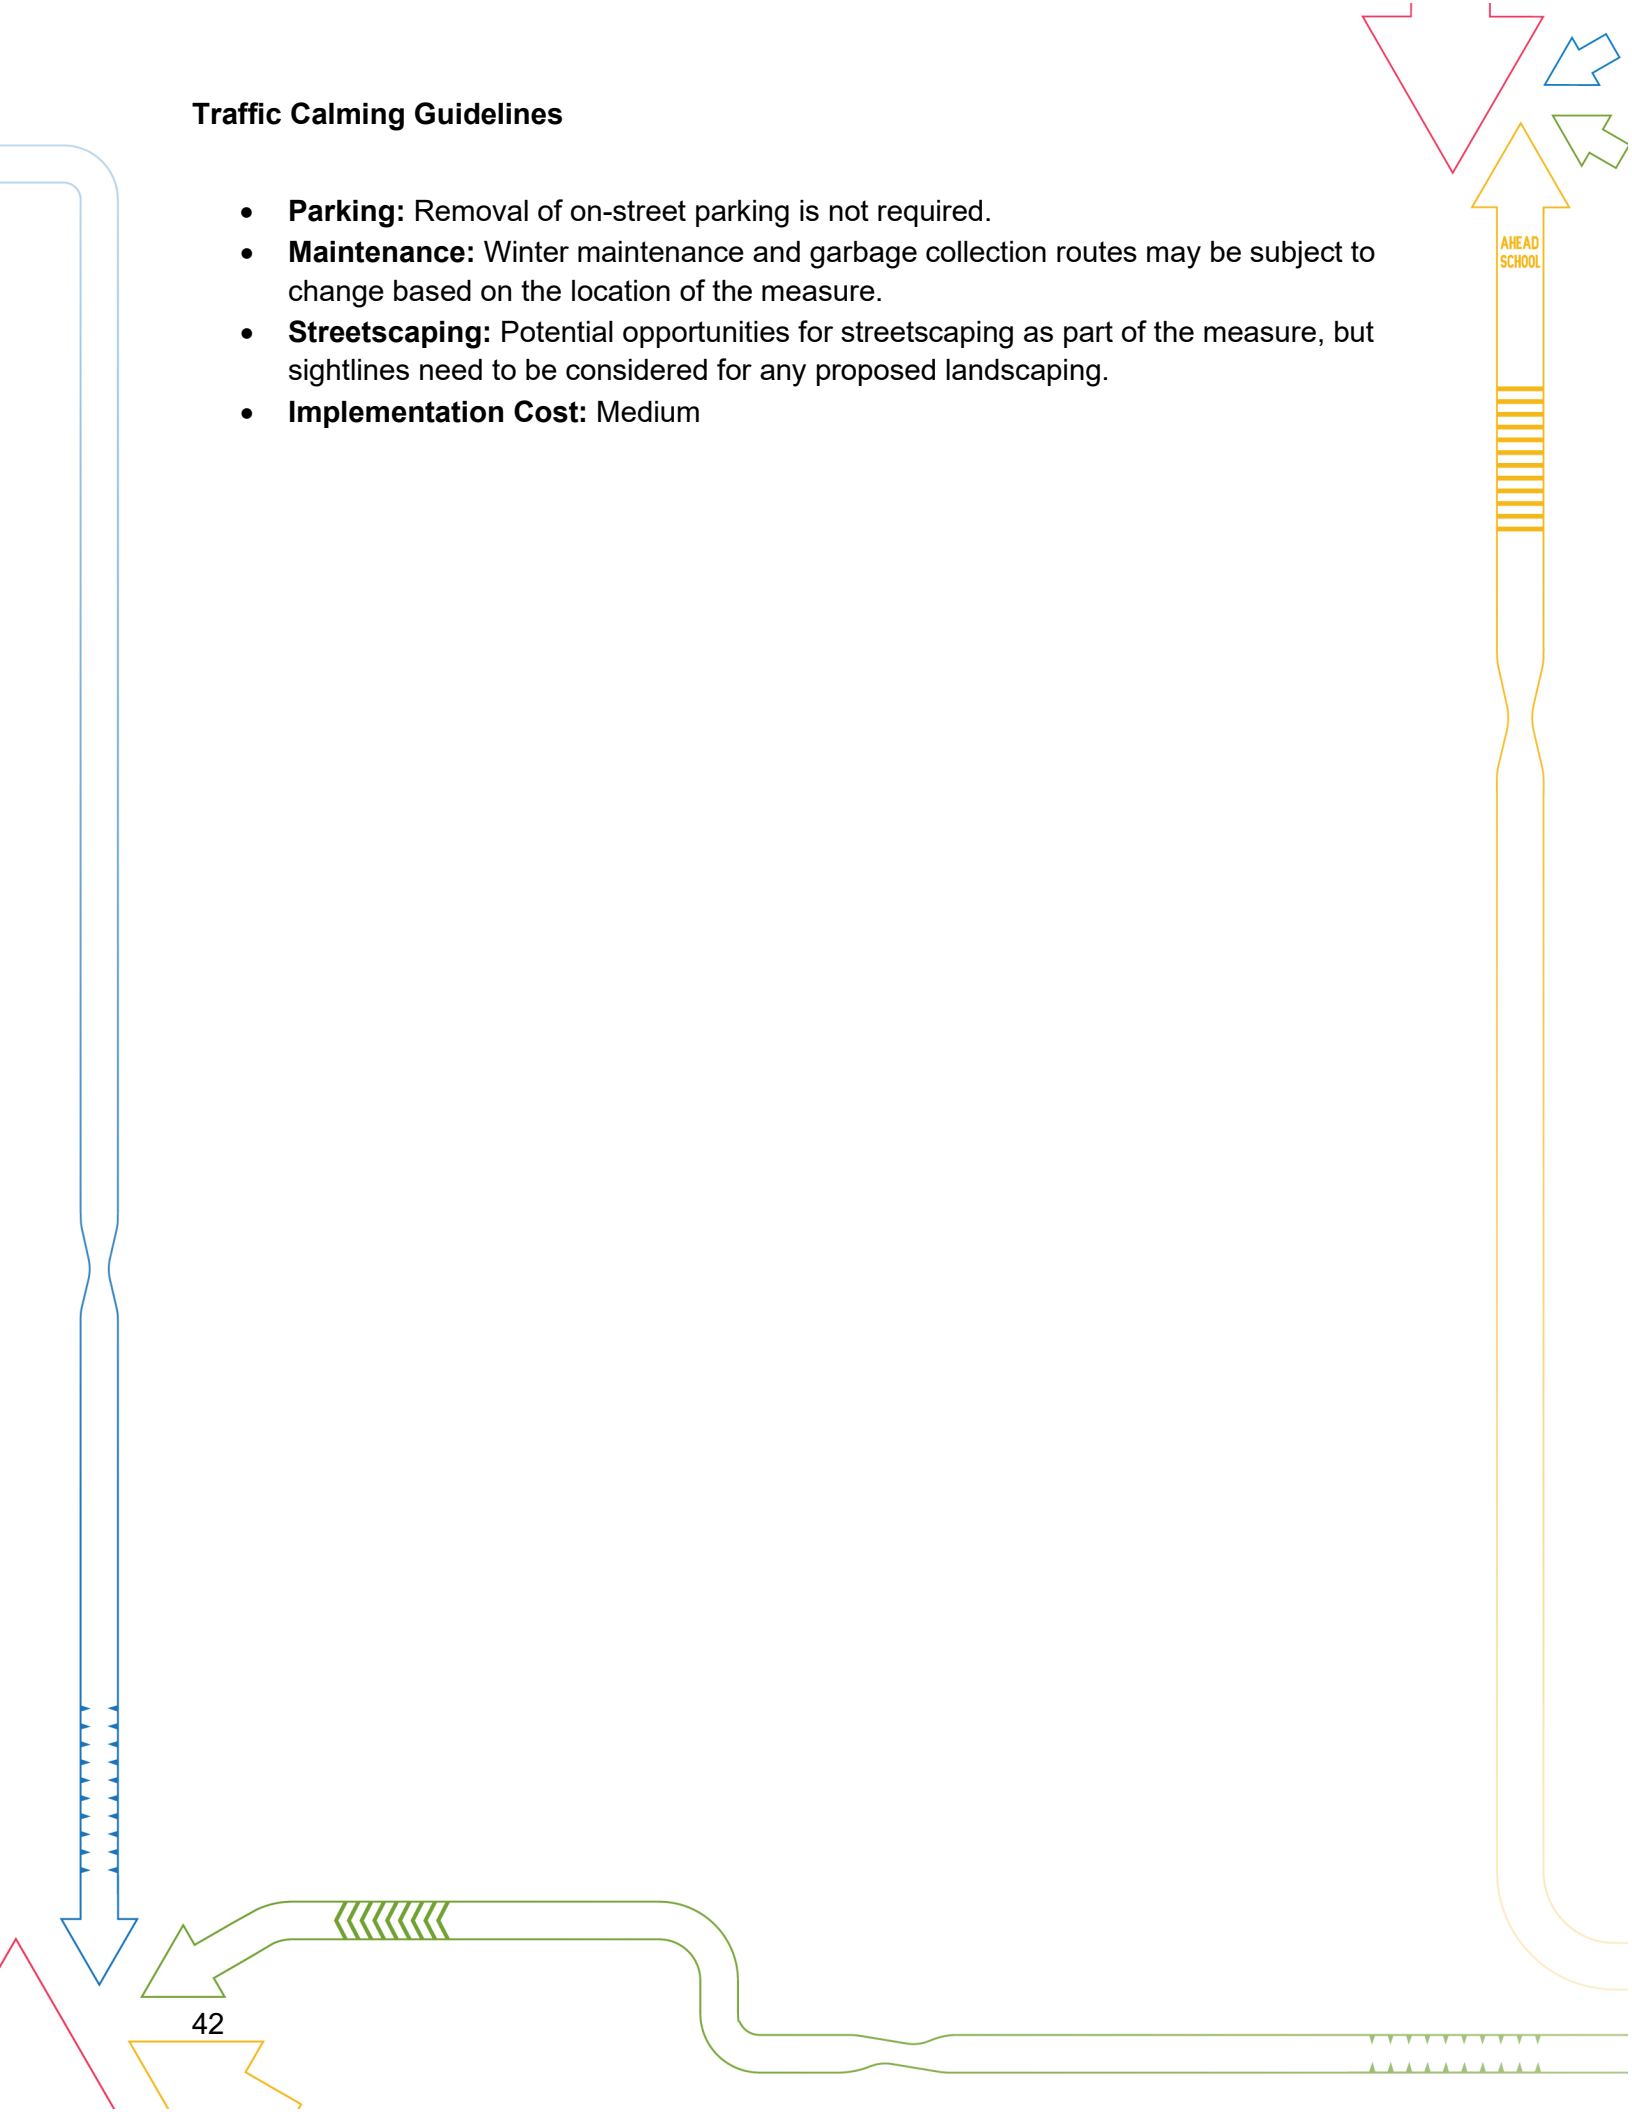 Traffic Calming Guidelines
• Parking: Removal of on-street parking is not required.
• Maintenance: Winter maintenance and garbage collection routes may be subject to
change based on the location of the measure.
• Streetscaping: Potential opportunities for streetscaping as part of the measure, but
sightlines need to be considered for any proposed landscaping.
• Implementation Cost: Medium
AHEAD
SCHOOL
42